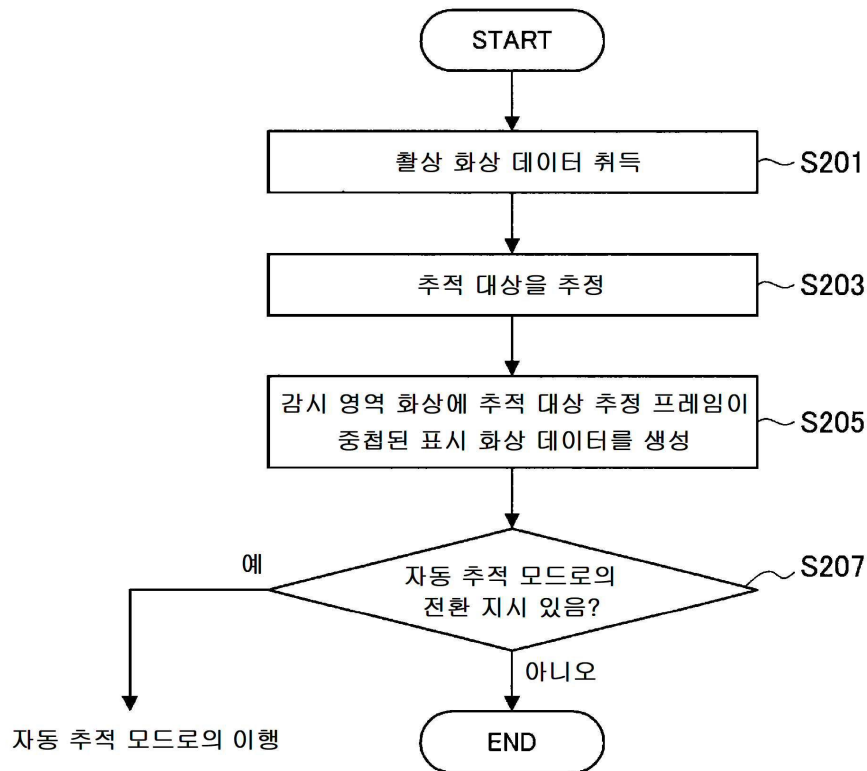 START
촬상 화상 데이터 취득
S201
추적 대상을 추정
S203
감시 영역 화상에 추적 대상 추정 프레임이
중첩된 표시 화상 데이터를 생성
S205
예
자동 추적 모드로의
전환 지시 있음?
S207
아니오
자동 추적 모드로의 이행
END